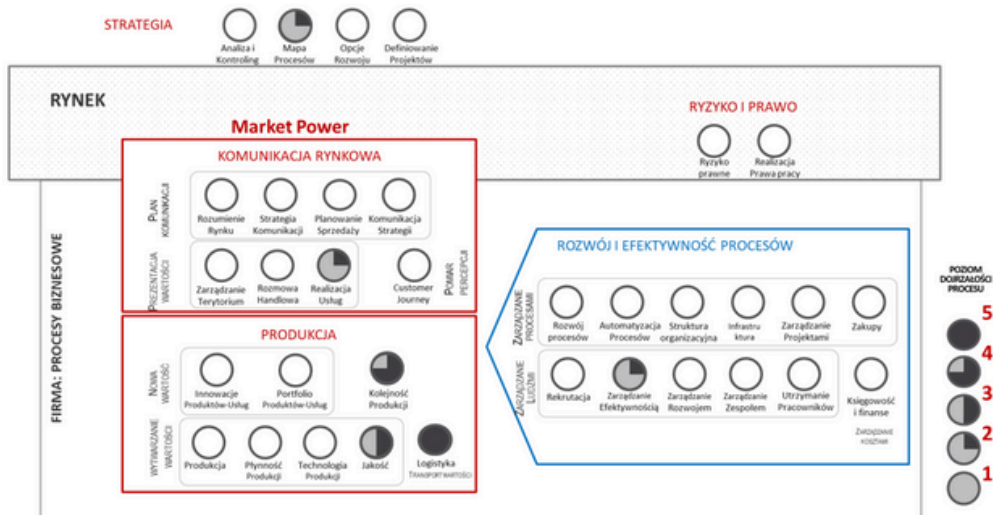 STRATEGIA
Analiza i
Kontroling
Mapa
Procesów
Opcje
Rozwoju
Definiowanie
Projektów
RYNEK
RYZYKO I PRAWO
Ryzyko
prawne
Realizacja
Prawa pracy
Market Power
KOMUNIKACJA RYNKOWA
PLAN
KOMUNIKACJI
Rozumienie
Rynku
Strategia
Komunikacji
Planowanie
Sprzedaży
Komunikacja
Strategii
PREZENTACJA
WARTOŚCI
Zarządzanie
Terytorium
Rozmowa
Handlowa
Realizacja
Usług
Customer
Journey
POMIAR
PERCEPCJI
FIRMA: PROCESY BIZNESOWE
PRODUKCJA
NOWA
WARTOŚĆ
Innowacje
Produktów-Usług
Portfolio
Produktów-Usług
Kolejność
Produkcji
WYTWARZANIE
WARTOŚCI
Produkcja
Płynność
Produkcji
Technologia
Produkcji
Jakość
Logistyka
TRANSPORT WARTOŚCI
ROZWÓJ I EFEKTYWNOŚĆ PROCESÓW
ZARZĄDZANIE
PROCESAMI
Rozwój
procesów
Automatyzacja
Procesów
Struktura
organizacyjna
Infrastru
ktura
Zarządzanie
Projektami
Zakupy
ZARZĄDZANIE
LUDŹMI
Rekrutacja
Zarządzanie
Efektywnością
Zarządzanie
Rozwojem
Zarządzanie
Zespołem
Utrzymanie
Pracowników
Księgowość
i finanse
ZARZĄDZANIE
KOSZTAMI
POZIOM
DOJRZAŁOŚCI
PROCESU
5
4
3
2
1